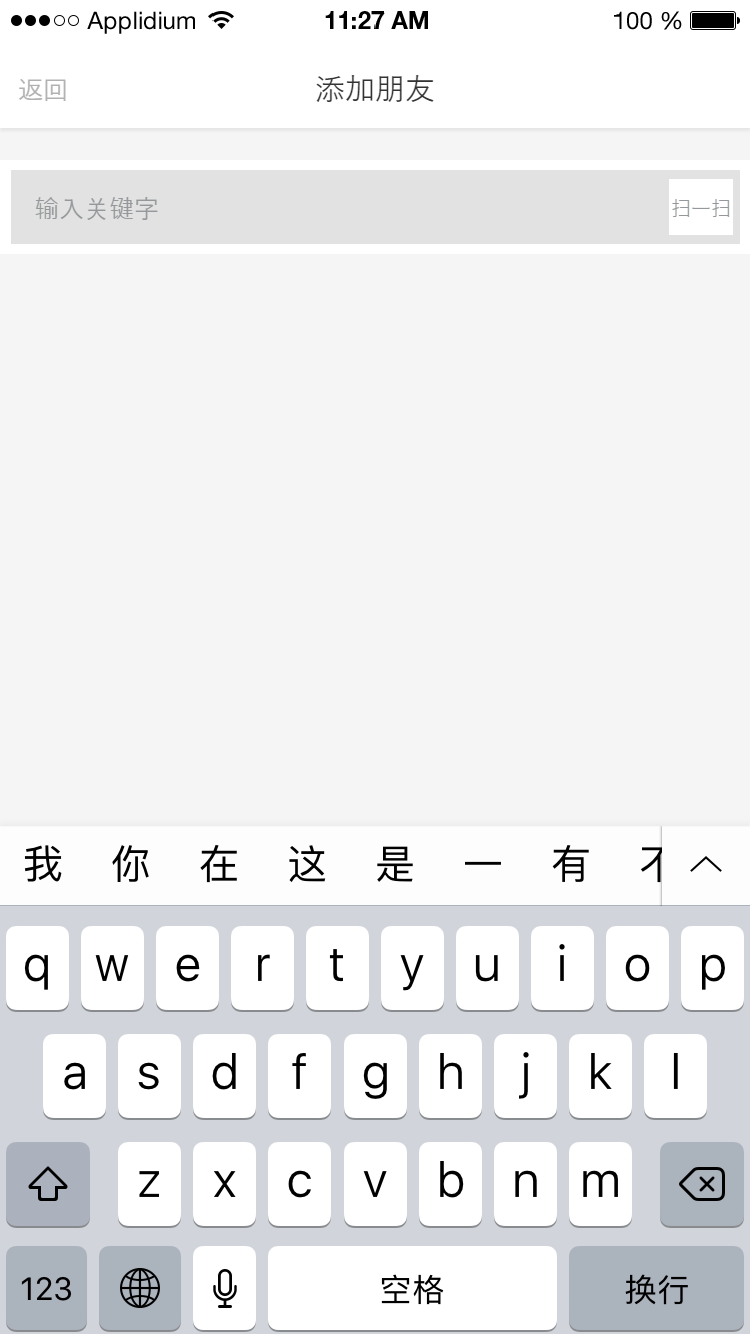 Applidium 11:27 AM 100 %
返回 添加朋友
输入关键字 扫一扫
我 你 在 这 是 一 有 不
q w e r t y u i o p
a s d f g h j k l
z x c v b n m
123 空格 换行